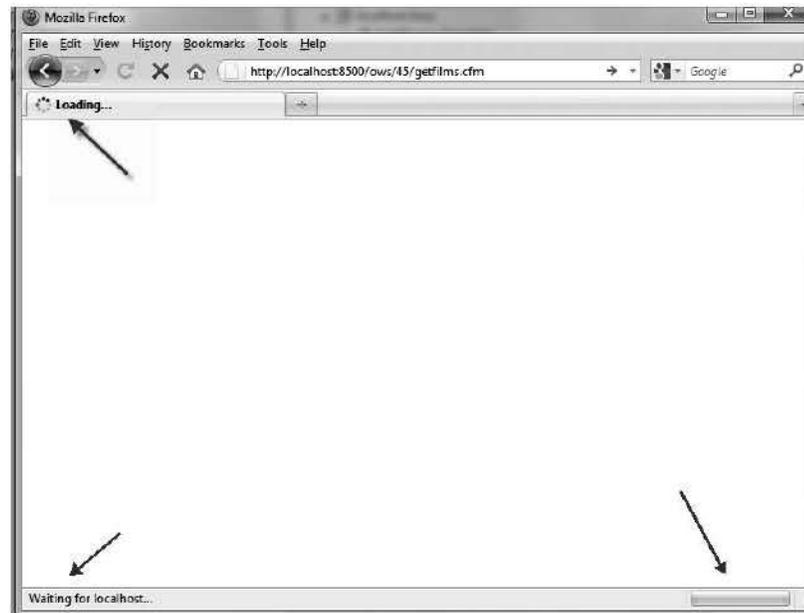 Mozilla Firefox
File Edit View History Bookmarks Tools Help
http://localhost:8500/ows/45/getfilms.cfm Google
Loading...
Waiting for localhost...